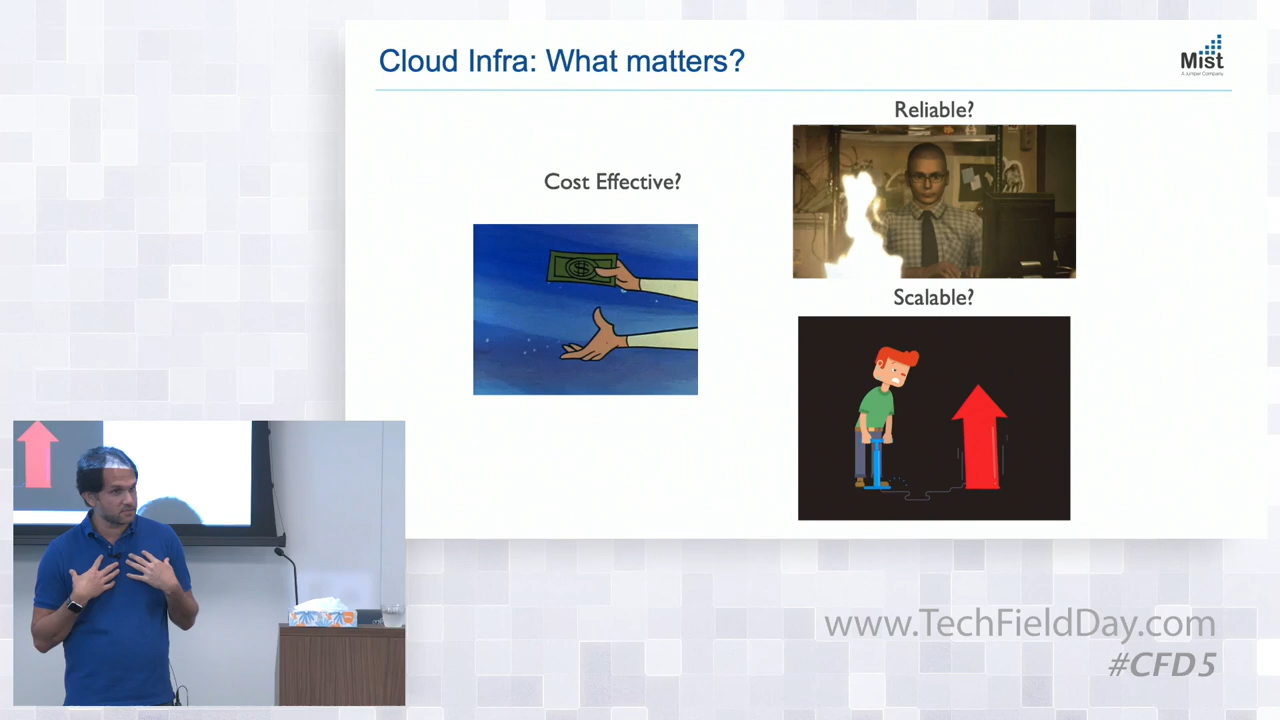 Cloud Infra: What matters?
Mist
A Juniper Company
Reliable?
Cost Effective?
$
Scalable?
www.TechFieldDay.com
#CFD5